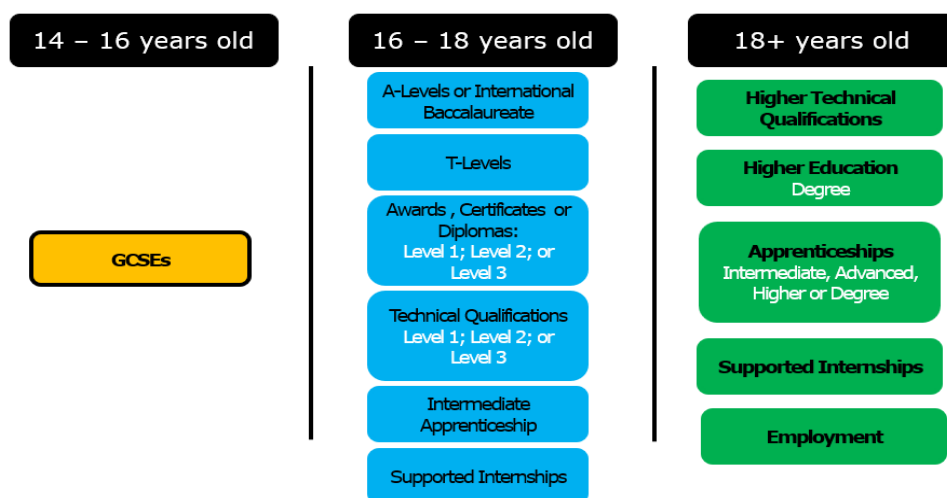 14 – 16 years old
GCSEs
16 – 18 years old
A-Levels or International
Baccalaureate
T-Levels
Awards , Certificates or
Diplomas:
Level 1; Level 2; or
Level 3
Technical Qualifications
Level 1; Level 2; or
Level 3
Intermediate
Apprenticeship
Supported Internships
18+ years old
Higher Technical
Qualifications
Higher Education
Degree
Apprenticeships
Intermediate, Advanced,
Higher or Degree
Supported Internships
Employment